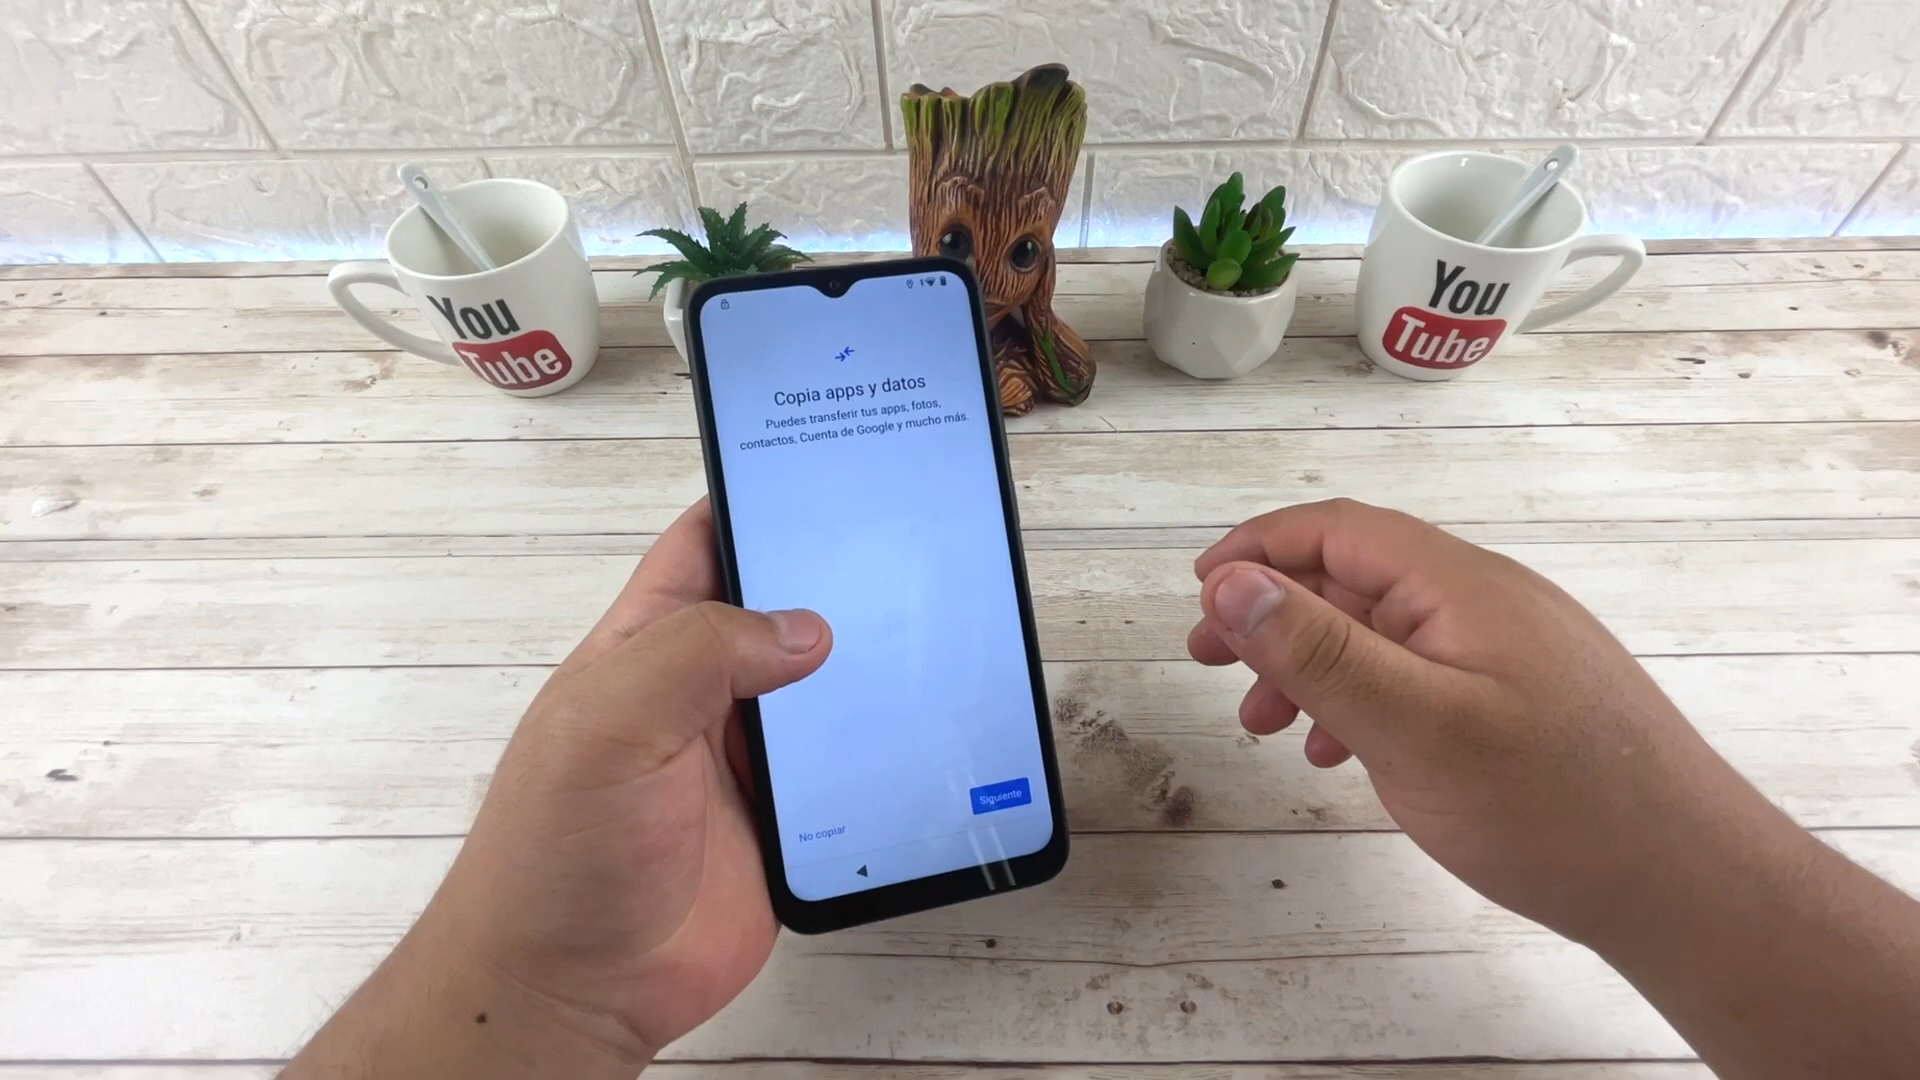 You
Tube
You
Tube
Copia apps y datos
Puedes transferir tus apps, fotos,
contactos, Cuenta de Google y mucho más.
Siguiente
No copiar